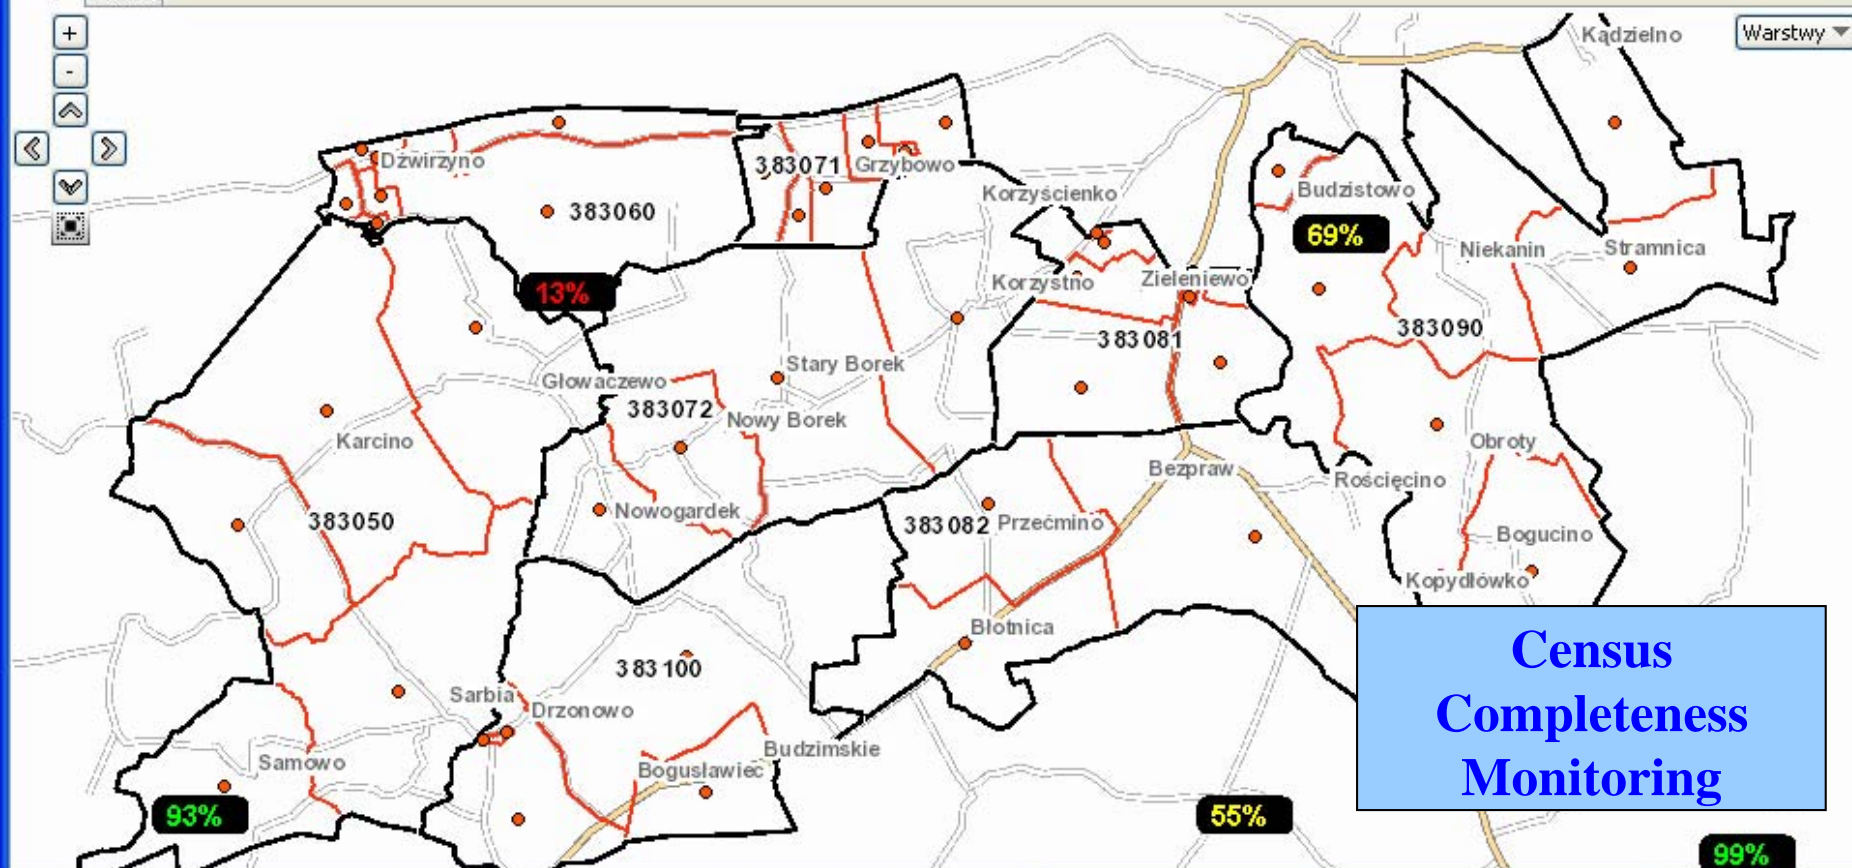 +
Kądzielno
Warstwy
-
Dźwirzyno
383071
Grzybowo
383060
Korzyścienko
Budzistowo
69%
Niekanin
Stramnica
13%
Korzystno
Zieleniewo
383081
383090
Stary Borek
Głowaczewo
383072
Nowy Borek
Karcino
Obroty
Bezpraw
Rościęcino
383050
Nowogardek
383082
Przećmino
Bogucino
Kopydłówko
Błotnica
383100
Sarbia
Drzonowo
Budzimskie
Samowo
Bogusławiec
93%
55%
99%
Census
Completeness
Monitoring